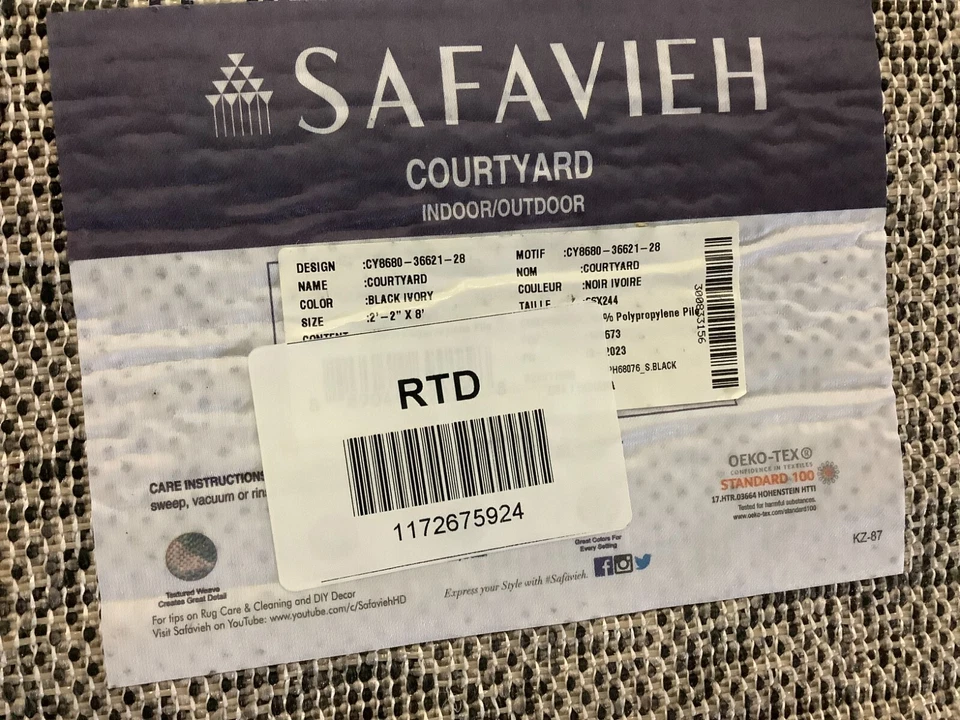 SAFAVIEH
COURTYARD
INDOOR/OUTDOOR
DESIGN :CY8680-36621-28
NAME :COURTYARD
COLOR :BLACK IVORY
SIZE :2'-2" X 8'
CONTENT
MOTIF :CY8680-36621-28
NOM :COURTYARD
COULEUR :NOIR IVOIRE
TAILLE X244
% Polypropylene Pile
673
2023
PH68076_S.BLACK
300833156
RTD
1172675924
CARE INSTRUCTIONS
sweep, vacuum or rin
OEKO-TEX®
CONFIDENCE IN TEXTILES
STANDARD 100
17.HTR.03664 HOHENSTEIN HTTI
Tested for harmful substances.
www.oeko-tex.com/standard100
KZ-87
Textured Weave
Creates Great Detail
Great Colors For
Every Setting
Express your Style with #Safavieh.
For tips on Rug Care & Cleaning and DIY Decor
Visit Safavieh on YouTube: www.youtube.com/c/SafaviehHD